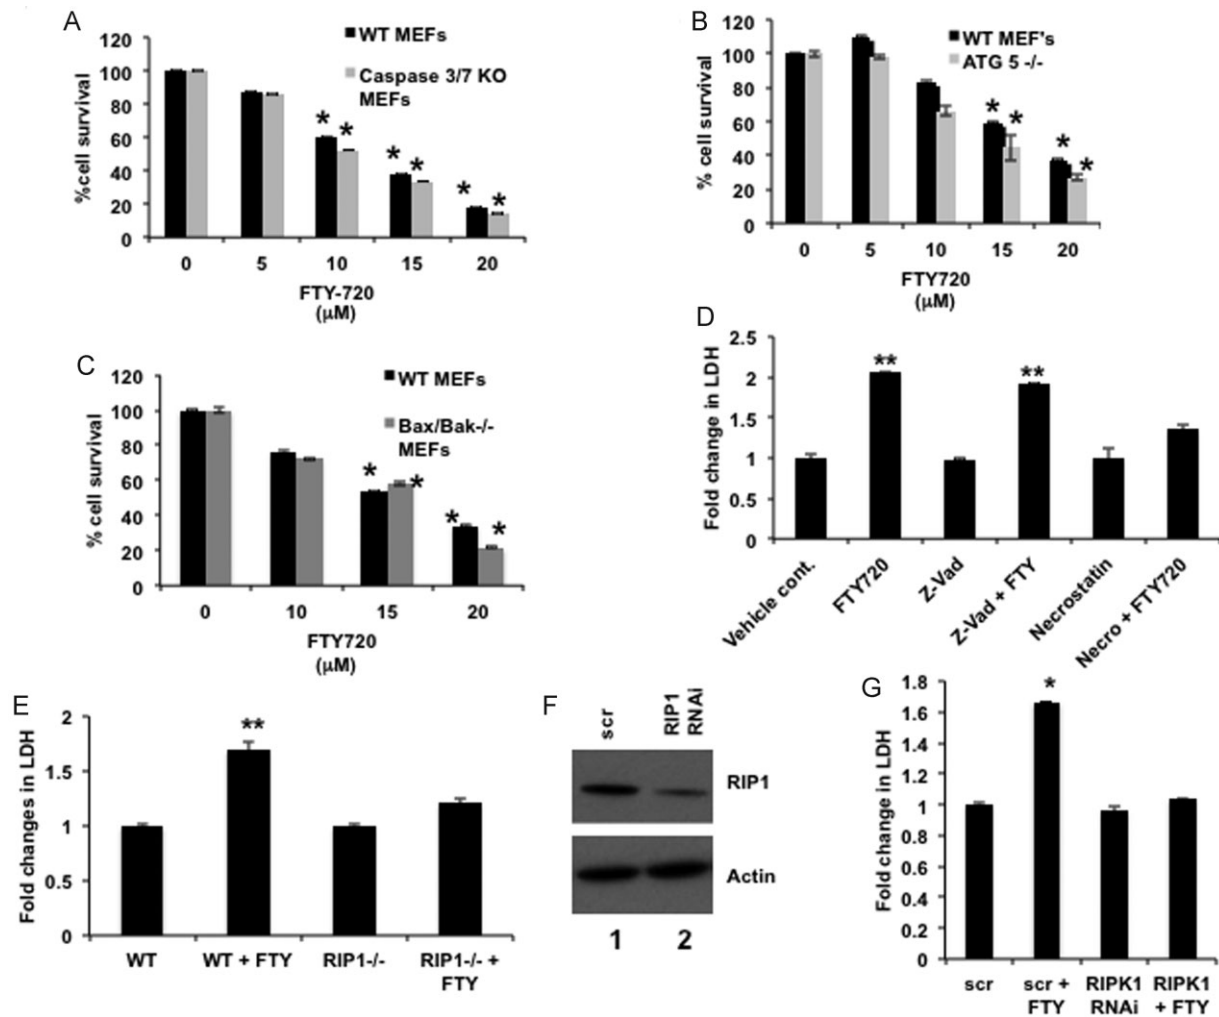 A
120
100
80
60
40
20
0
%cell survival
WT MEFs
Caspase 3/7 KO
MEFs
* *
* *
* *
0 5 10 15 20
FTY-720
(µM)
B
120
100
80
60
40
20
0
% cell survival
WT MEF's
ATG 5 -/-
* *
* *
0 5 10 15 20
FTY720
(µM)
C
120
100
80
60
40
20
0
% cell survival
WT MEFs
Bax/Bak-/-
MEFs
* *
* *
0 10 15 20
FTY720
(µM)
D
2.5
2
1.5
1
0.5
0
Fold change in LDH
** **
Vehicle cont.
FTY720
Z-Vad
Z-Vad + FTY
Necrostatin
Necro + FTY720
E
2
1.5
1
0.5
0
Fold changes in LDH
**
WT WT + FTY RIP1-/- RIP1-/- +
FTY
F
scr
RIP1
RNAi
RIP1
Actin
1 2
G
1.8
1.6
1.4
1.2
1
0.8
0.6
0.4
0.2
0
Fold change in LDH
*
scr scr + RIPK1 RIPK1
FTY RNAi + FTY